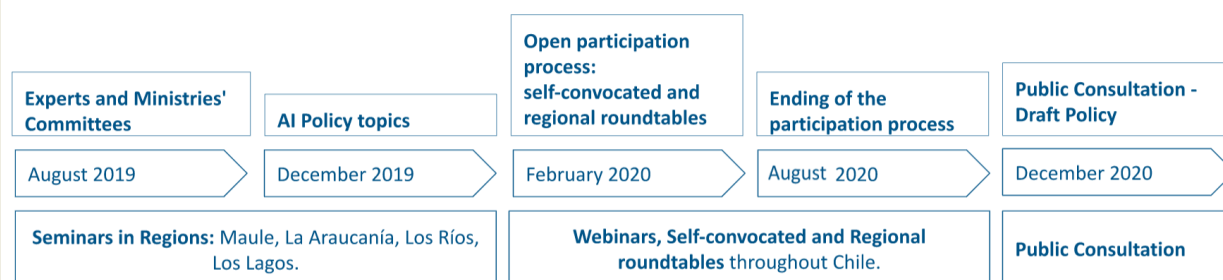 Experts and Ministries'
Committees
AI Policy topics
Open participation
process:
self-convocated and
regional roundtables
Ending of the
participation process
Public Consultation -
Draft Policy
August 2019
December 2019
February 2020
August 2020
December 2020
Seminars in Regions: Maule, La Araucanía, Los Ríos,
Los Lagos.
Webinars, Self-convocated and Regional
roundtables throughout Chile.
Public Consultation